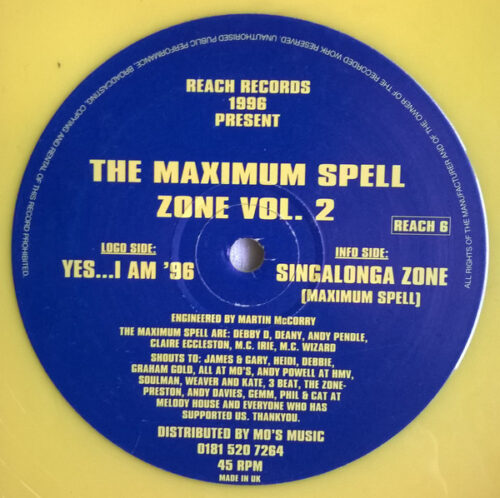 ALL RIGHTS OF THE MANUFACTURER AND OF THE OWNER OF THE RECORDED WORK RESERVED. UNAUTHORISED PUBLIC PERFORMANCE, BROADCASTING, COPYING AND RENTAL OF THIS RECORD PROHIBITED.
REACH RECORDS
1996
PRESENT
THE MAXIMUM SPELL
ZONE VOL. 2
REACH 6
LOGO SIDE:
YES...I AM '96
INFO SIDE:
SINGALONGA ZONE
(MAXIMUM SPELL)
ENGINEERED BY MARTIN McCORRY
THE MAXIMUM SPELL ARE: DEBBY D, DEANY, ANDY PENDLE,
CLAIRE ECCLESTON, M.C. IRIE, M.C. WIZARD
SHOUTS TO: JAMES & GARY, HEIDI, DEBBIE,
GRAHAM GOLD, ALL AT MO'S, ANDY POWELL AT HMV,
SOULMAN, WEAVER AND KATE, 3 BEAT, THE ZONE-
PRESTON, ANDY DAVIES, GEMM, PHIL & CAT AT
MELODY HOUSE AND EVERYONE WHO HAS
SUPPORTED US. THANKYOU.
DISTRIBUTED BY MO'S MUSIC
0181 520 7264
45 RPM
MADE IN UK